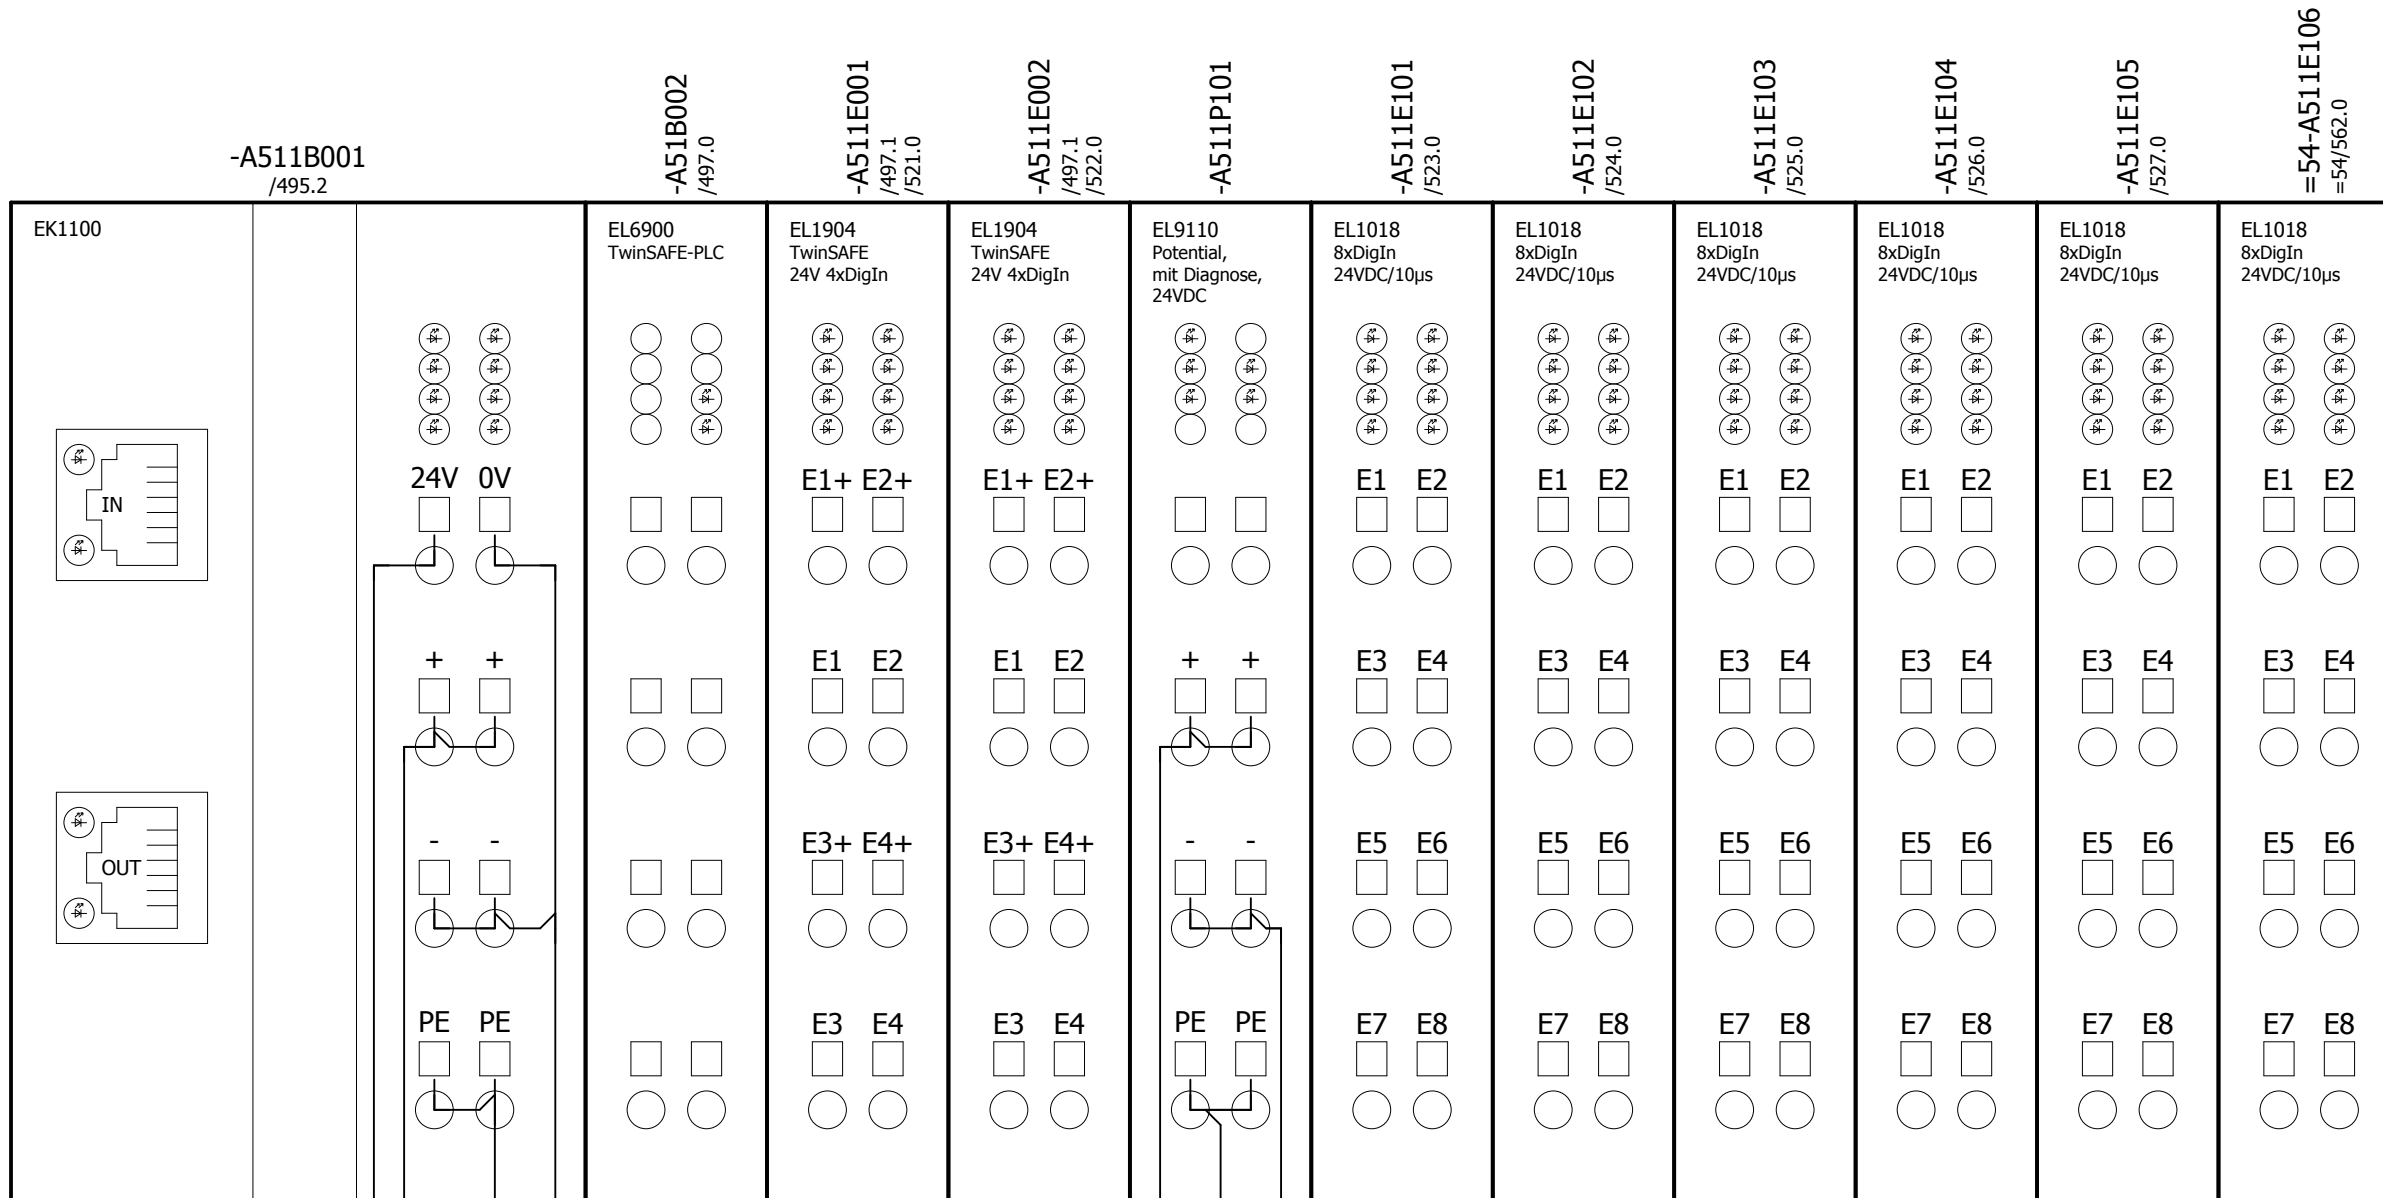 -A511B001
/495.2
-A51B002
/497.0
-A511E001
/497.1
/521.0
-A511E002
/497.1
/522.0
-A511P101
-A511E101
/523.0
-A511E102
/524.0
-A511E103
/525.0
-A511E104
/526.0
-A511E105
/527.0
=54-A511E106
=54/562.0
EK1100
IN
OUT
24V 0V
+ +
- -
PE PE
EL6900
TwinSAFE-PLC
EL1904
TwinSAFE
24V 4xDigIn
E1+ E2+
E1 E2
E3+ E4+
E3 E4
EL1904
TwinSAFE
24V 4xDigIn
E1+ E2+
E1 E2
E3+ E4+
E3 E4
EL9110
Potential,
mit Diagnose,
24VDC
+ +
- -
PE PE
EL1018
8xDigIn
24VDC/10µs
E1 E2
E3 E4
E5 E6
E7 E8
EL1018
8xDigIn
24VDC/10µs
E1 E2
E3 E4
E5 E6
E7 E8
EL1018
8xDigIn
24VDC/10µs
E1 E2
E3 E4
E5 E6
E7 E8
EL1018
8xDigIn
24VDC/10µs
E1 E2
E3 E4
E5 E6
E7 E8
EL1018
8xDigIn
24VDC/10µs
E1 E2
E3 E4
E5 E6
E7 E8
EL1018
8xDigIn
24VDC/10µs
E1 E2
E3 E4
E5 E6
E7 E8